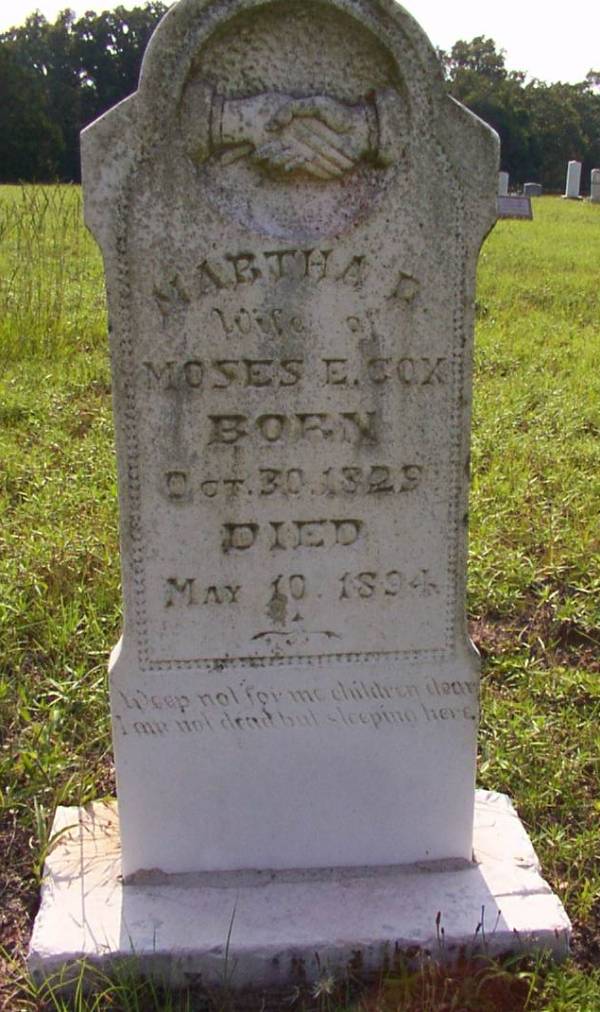 MARTHA D.
Wife of
MOSES E. COX
BORN
OCT. 30. 1829
DIED
MAY 10. 1894
Weep not for me children dear
I am not dead but sleeping here.